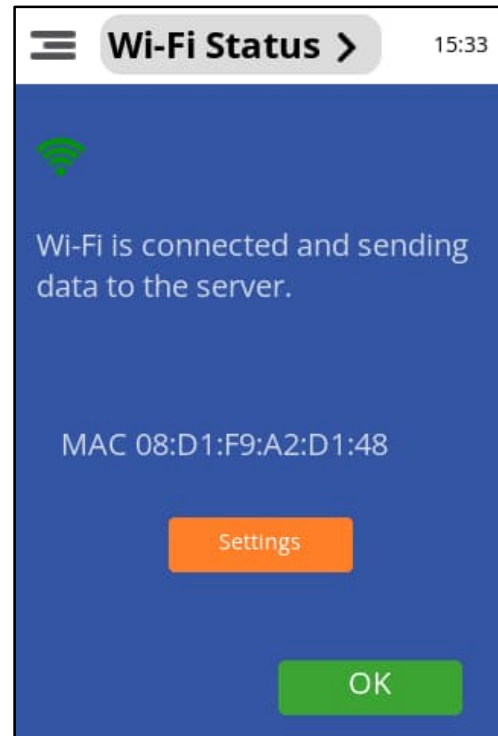 Wi-Fi Status >
15:33
Wi-Fi is connected and sending
data to the server.
MAC 08:D1:F9:A2:D1:48
Settings
OK